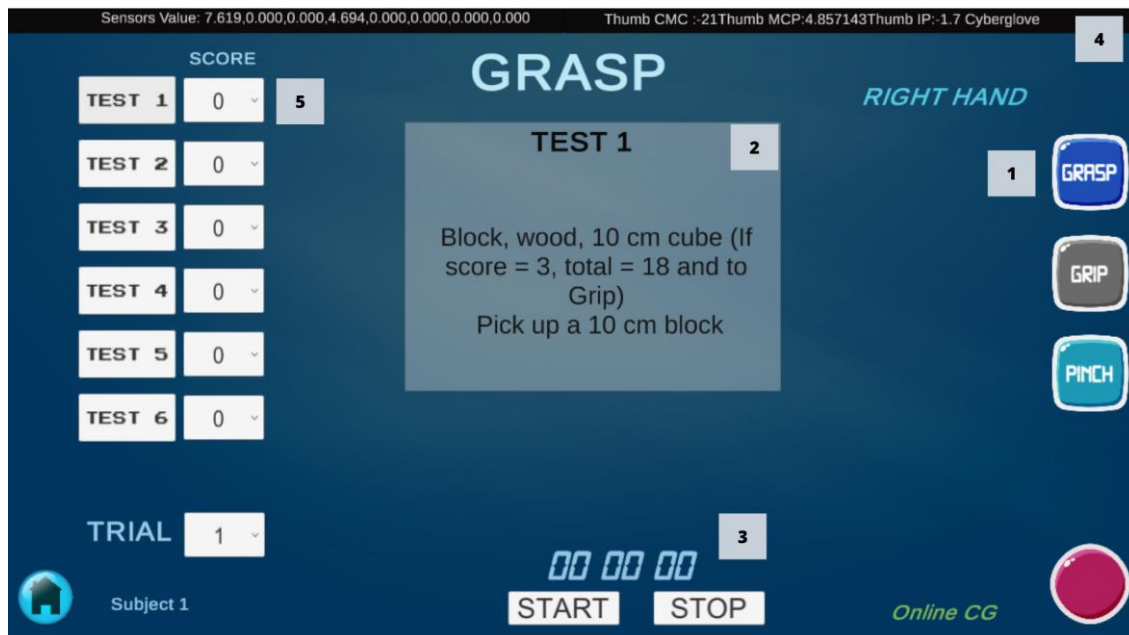 Sensors Value: 7.619,0.000,0.000,4.694,0.000,0.000,0.000,0.000
Thumb CMC :-21Thumb MCP:4.857143Thumb IP:-1.7 Cyberglove
4
SCORE
GRASP
RIGHT HAND
TEST 1 0 5
TEST 2 0
TEST 3 0
TEST 4 0
TEST 5 0
TEST 6 0
TEST 1 2
Block, wood, 10 cm cube (If
score = 3, total = 18 and to
Grip)
Pick up a 10 cm block
1
GRASP
GRIP
PINCH
TRIAL 1
3
00 00 00
START STOP
Subject 1
Online CG